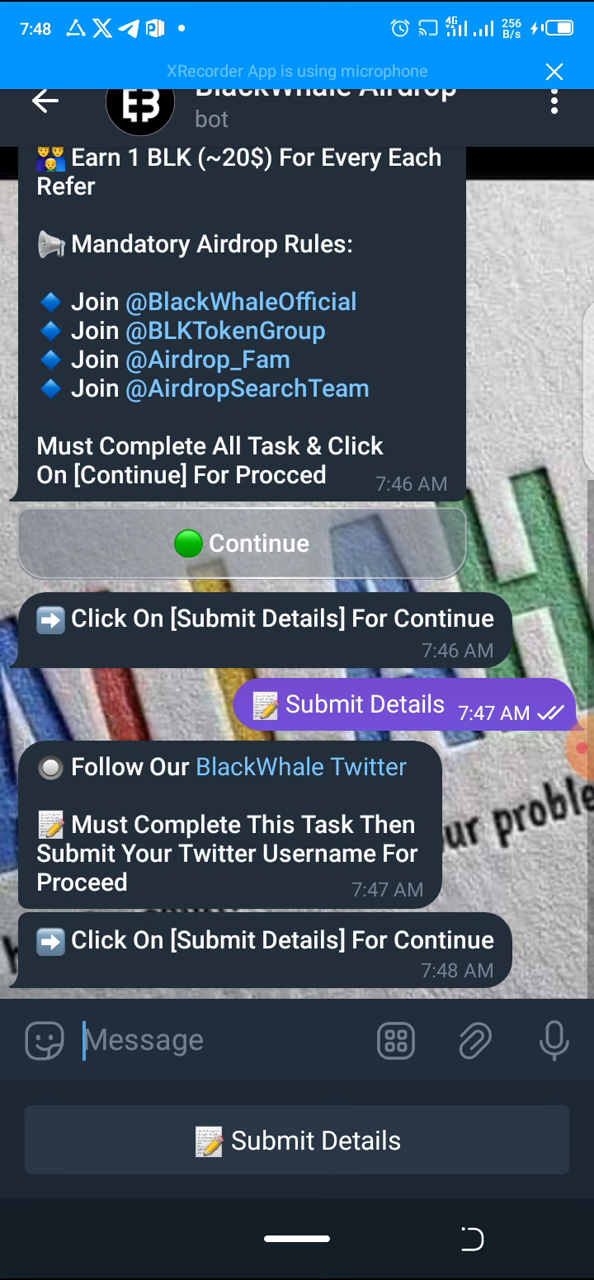 7:48
4G
256
B/s
XRecorder App is using microphone
BlackWhale Airdrop
bot
Earn 1 BLK (~20$) For Every Each
Refer
Mandatory Airdrop Rules:
Join @BlackWhaleOfficial
Join @BLKTokenGroup
Join @Airdrop_Fam
Join @AirdropSearchTeam
Must Complete All Task & Click
On [Continue] For Procced
7:46 AM
Continue
Click On [Submit Details] For Continue
7:46 AM
Submit Details 7:47 AM
Follow Our BlackWhale Twitter
Must Complete This Task Then
Submit Your Twitter Username For
Proceed
7:47 AM
Click On [Submit Details] For Continue
7:48 AM
Message
Submit Details